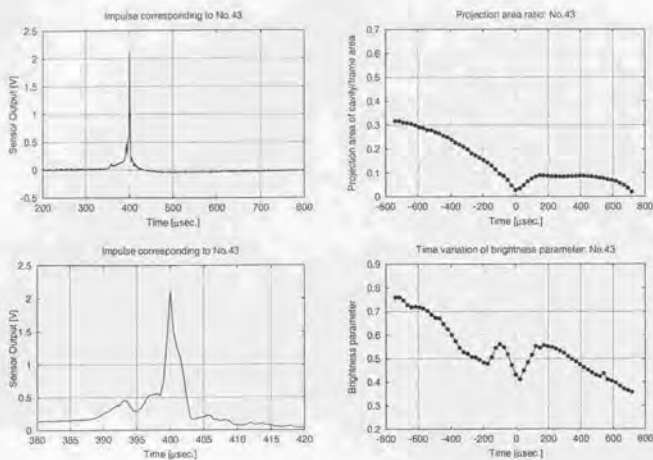 Impulse corresponding to No.43
Sensor Output [V]
2.5
2
1.5
1
0.5
0
-0.5
200 300 400 500 600 700 800
Time [μsec.]
Projection area ratio: No.43
Projection area of cavity/frame area
0.7
0.6
0.5
0.4
0.3
0.2
0.1
0
-800 -600 -400 -200 0 200 400 600 800
Time [μsec.]
Impulse corresponding to No.43
Sensor Output [V]
2.5
2
1.5
1
0.5
0
380 385 390 395 400 405 410 415 420
Time [μsec.]
Time variation of brightness parameter: No.43
Brightness parameter
0.9
0.8
0.7
0.6
0.5
0.4
0.3
0.2
-800 -600 -400 -200 0 200 400 600 800
Time [μsec.]